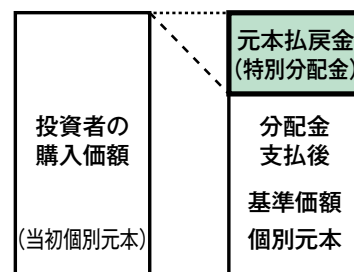 投資者の
購入価額
(当初個別元本)
元本払戻金
(特別分配金)
分配金
支払後
基準価額
個別元本